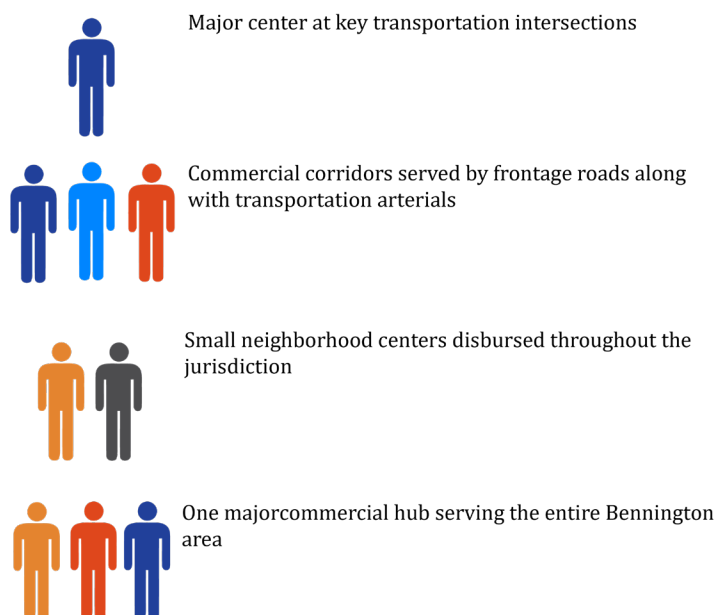 Major center at key transportation intersections
Commercial corridors served by frontage roads along
with transportation arterials
Small neighborhood centers disbursed throughout the
jurisdiction
One majorcommercial hub serving the entire Bennington
area